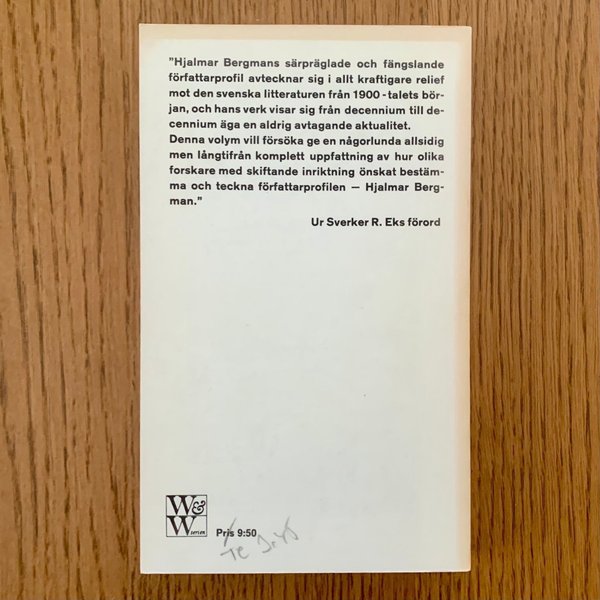 ”Hjalmar Bergmans särpräglade och fängslande
författarprofil avtecknar sig i allt kraftigare relief
mot den svenska litteraturen från 1900-talets bör-
jan, och hans verk visar sig från decennium till de-
cennium äga en aldrig avtagande aktualitet.
Denna volym vill försöka ge en någorlunda allsidig
men långtifrån komplett uppfattning av hur olika
forskare med skiftande inriktning önskat bestäm-
ma och teckna författarprofilen — Hjalmar Berg-
man.”
Ur Sverker R. Eks förord
W&
W serien
Pris 9:50